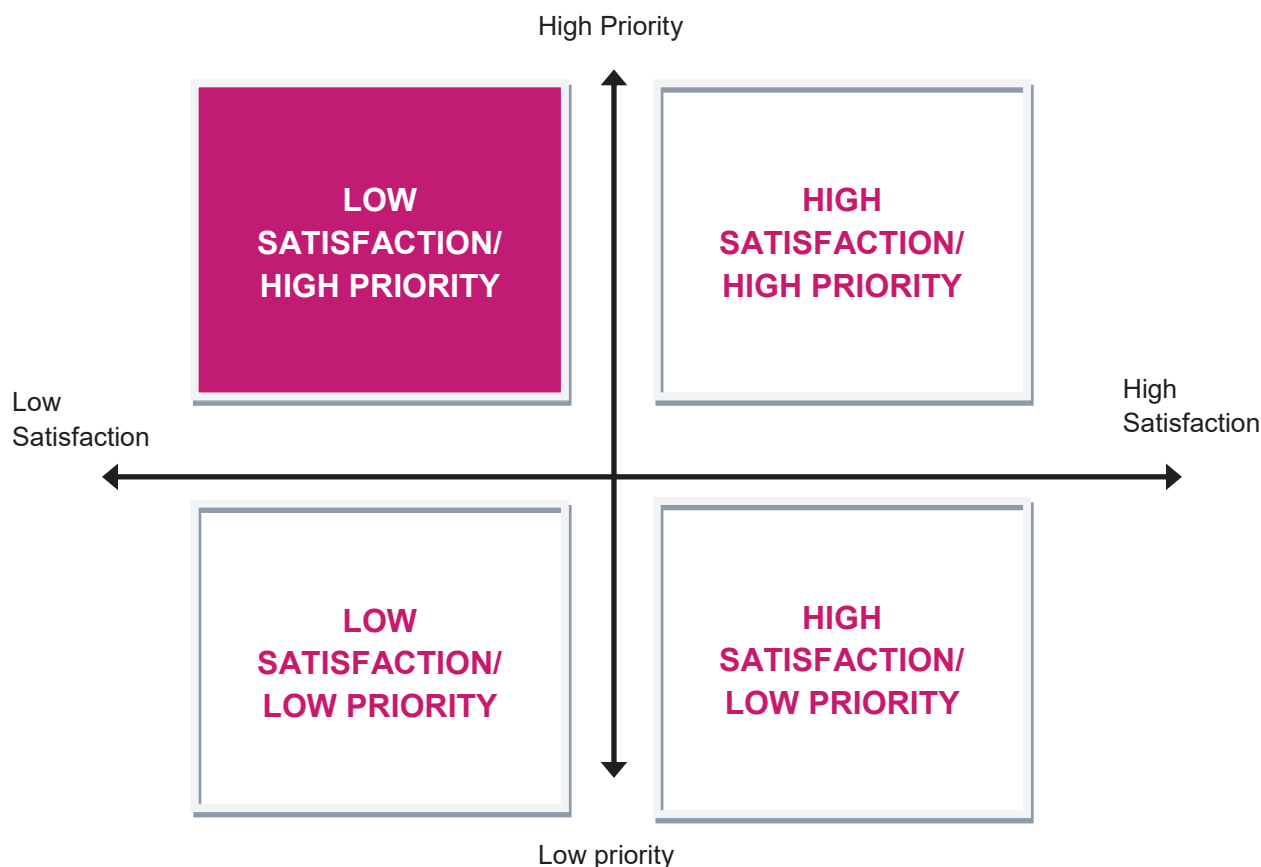 High Priority
LOW
SATISFACTION/
HIGH PRIORITY
HIGH
SATISFACTION/
HIGH PRIORITY
Low
Satisfaction
High
Satisfaction
LOW
SATISFACTION/
LOW PRIORITY
HIGH
SATISFACTION/
LOW PRIORITY
Low priority